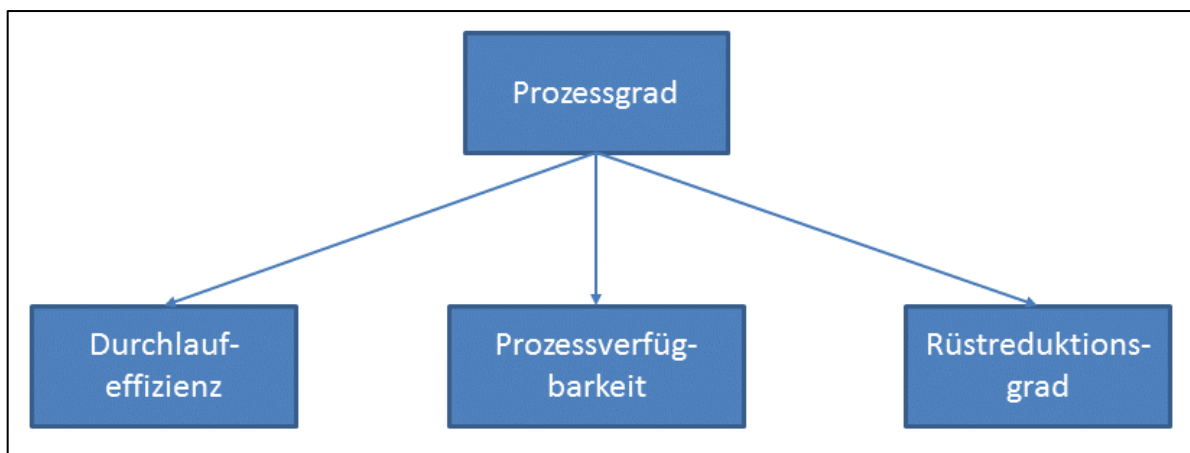 Prozessgrad
Durchlauf-
effizienz
Prozessverfüg-
barkeit
Rüstreduktions-
grad